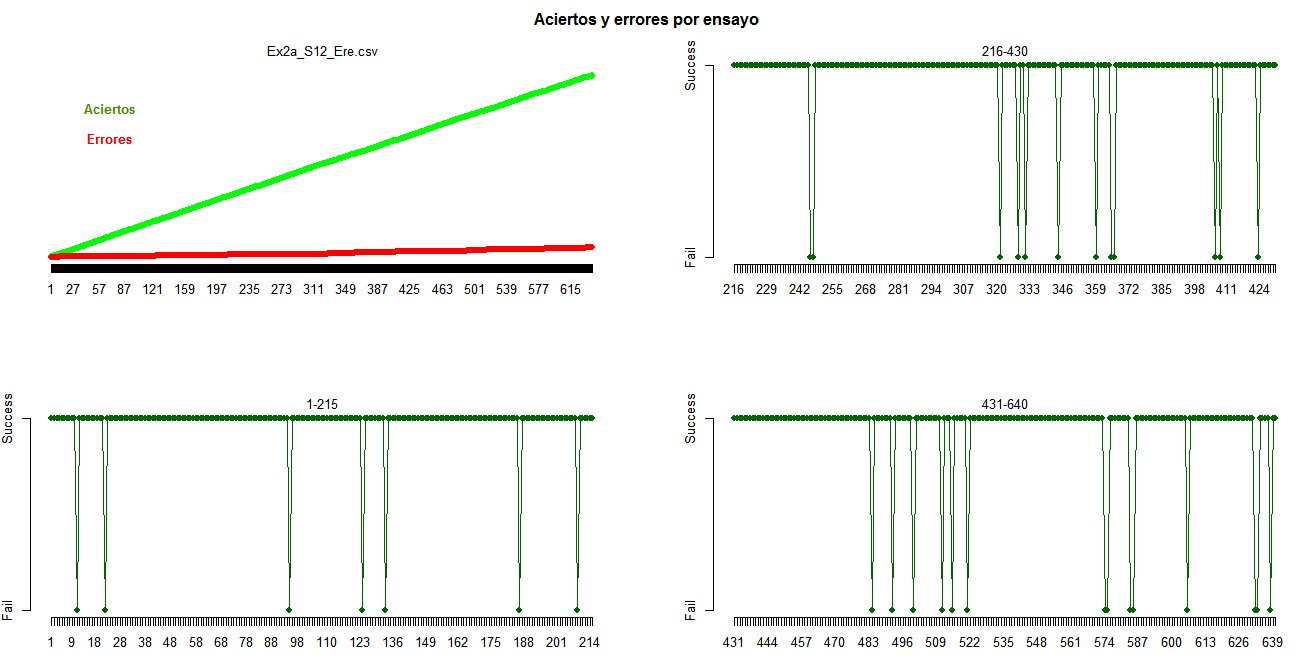 Aciertos y errores por ensayo
Ex2a_S12_Ere.csv
Aciertos
Errores
1 27 57 87 121 159 197 235 273 311 349 387 425 463 501 539 577 615
216-430
Success
Fail
216 229 242 255 268 281 294 307 320 333 346 359 372 385 398 411 424
1-215
Success
Fail
1 9 18 28 38 48 58 68 78 88 98 110 123 136 149 162 175 188 201 214
431-640
Success
Fail
431 444 457 470 483 496 509 522 535 548 561 574 587 600 613 626 639